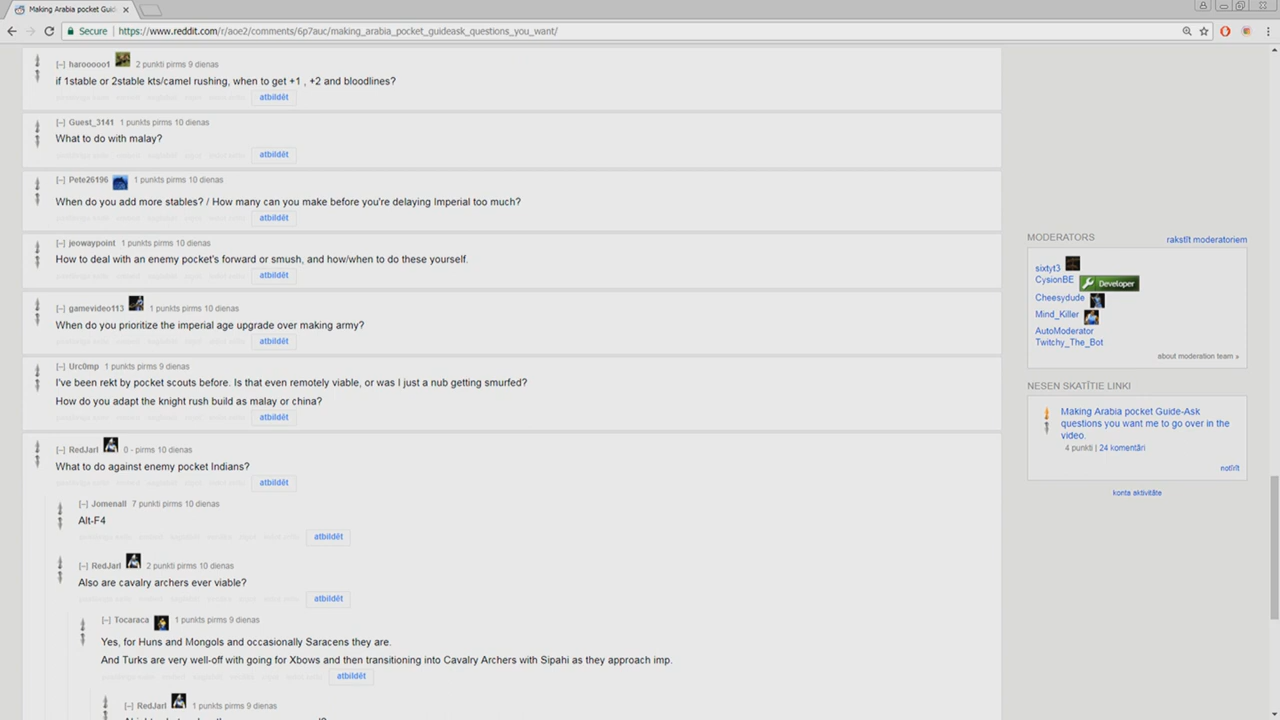 Making Arabia pocket Guid
Secure
https://www.reddit.com/r/aoe2/comments/6p7auc/making_arabia_pocket_guideask_questions_you_want/
[–] harooooo1 2 punkti pirms 9 dienas
if 1stable or 2stable kts/camel rushing, when to get +1 , +2 and bloodlines?
atbildēt
[–] Guest_3141 1 punkts pirms 10 dienas
What to do with malay?
atbildēt
[–] Pete26196 1 punkts pirms 10 dienas
When do you add more stables? / How many can you make before you're delaying Imperial too much?
atbildēt
[–] jeowaypoint 1 punkts pirms 10 dienas
How to deal with an enemy pocket's forward or smush, and how/when to do these yourself.
atbildēt
[–] gamevideo113 1 punkts pirms 10 dienas
When do you prioritize the imperial age upgrade over making army?
atbildēt
[–] Urc0mp 1 punkts pirms 9 dienas
I've been rekt by pocket scouts before. Is that even remotely viable, or was I just a nub getting smurfed?
How do you adapt the knight rush build as malay or china?
atbildēt
[–] RedJarl 0 - pirms 10 dienas
What to do against enemy pocket Indians?
atbildēt
[–] Jomenall 7 punkti pirms 10 dienas
Alt-F4
atbildēt
[–] RedJarl 2 punkti pirms 10 dienas
Also are cavalry archers ever viable?
atbildēt
[–] Tocaraca 1 punkts pirms 9 dienas
Yes, for Huns and Mongols and occasionally Saracens they are.
And Turks are very well-off with going for Xbows and then transitioning into Cavalry Archers with Sipahi as they approach imp.
atbildēt
[–] RedJarl 1 punkts pirms 9 dienas
MODERATORS
rakstīt moderatoriem
sixtyt3
CysionBE Developer
Cheesydude
Mind_Killer
AutoModerator
Twitchy_The_Bot
about moderation team »
NESEN SKATĪTIE LINKI
Making Arabia pocket Guide-Ask
questions you want me to go over in the
video.
4 punkti | 24 komentāri
notīrīt
konta aktivitāte